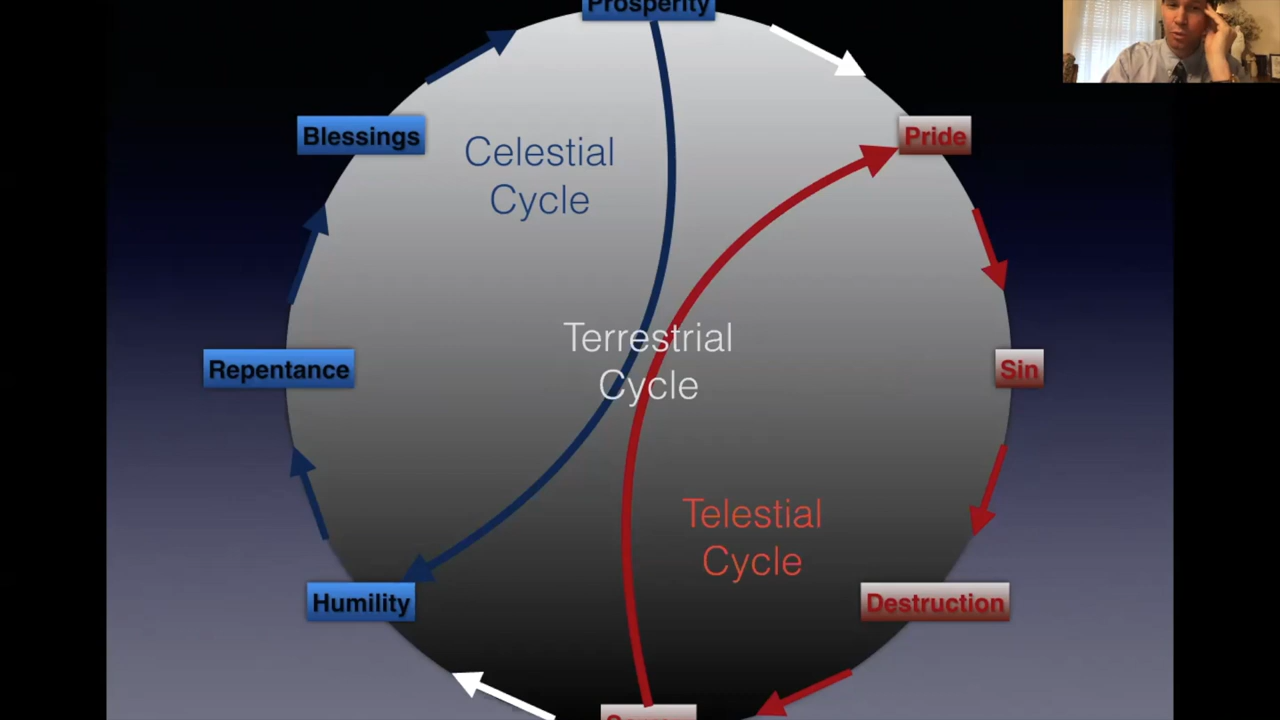 Prosperity
Blessings
Celestial
Cycle
Pride
Terrestrial
Cycle
Repentance
Sin
Telestial
Cycle
Humility
Destruction